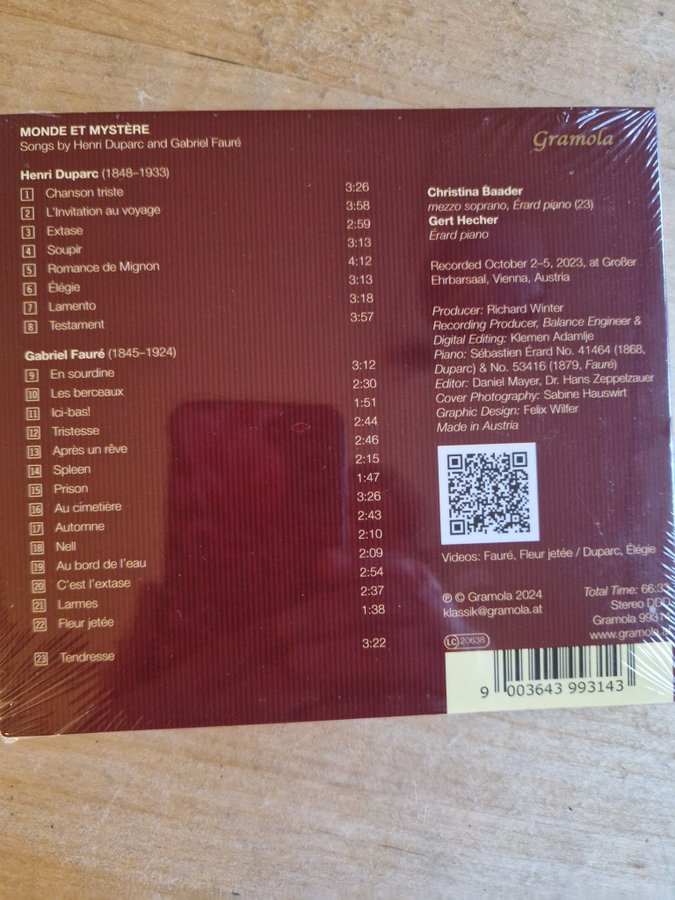 MONDE ET MYSTÈRE
Songs by Henri Duparc and Gabriel Fauré
Henri Duparc (1848–1933)
1 Chanson triste 3:26
2 L'Invitation au voyage 3:58
3 Extase 2:59
4 Soupir 3:13
5 Romance de Mignon 4:12
6 Élégie 3:13
7 Lamento 3:18
8 Testament 3:57
Gabriel Fauré (1845–1924)
9 En sourdine 3:12
10 Les berceaux 2:30
11 Ici-bas! 1:51
12 Tristesse 2:44
13 Après un rêve 2:46
14 Spleen 2:15
15 Prison 1:47
16 Au cimetière 3:26
17 Automne 2:43
18 Nell 2:10
19 Au bord de l'eau 2:09
20 C'est l'extase 2:54
21 Larmes 2:37
22 Fleur jetée 1:38
23 Tendresse 3:22
Gramola
Christina Baader
mezzo soprano, Érard piano (23)
Gert Hecher
Érard piano
Recorded October 2–5, 2023, at Großer
Ehrbarsaal, Vienna, Austria
Producer: Richard Winter
Recording Producer, Balance Engineer &
Digital Editing: Klemen Adamlje
Piano: Sébastien Érard No. 41464 (1868,
Duparc) & No. 53416 (1879, Fauré)
Editor: Daniel Mayer, Dr. Hans Zeppelzauer
Cover Photography: Sabine Hauswirt
Graphic Design: Felix Wilfer
Made in Austria
Videos: Fauré, Fleur jetée / Duparc, Élégie
℗ © Gramola 2024
klassik@gramola.at
LC 20638
Total Time:
Stereo DDD
Gramola 99314
www.gramola.at
9 003643 993143